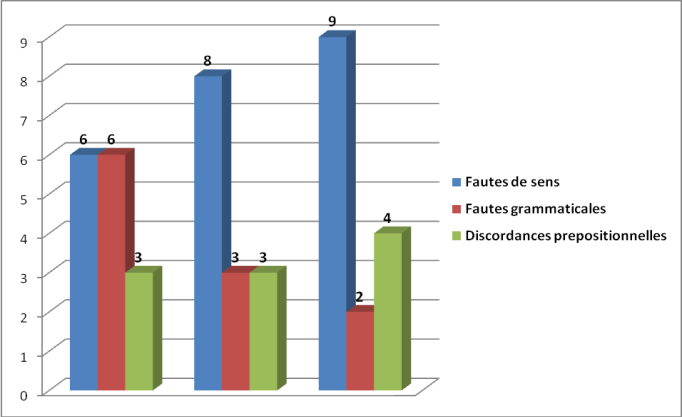 9
8
7
6
5
4
3
2
1
0
6 6 3
8 3 3
9 2 4
Fautes de sens
Fautes grammaticales
Discordances prepositionnelles